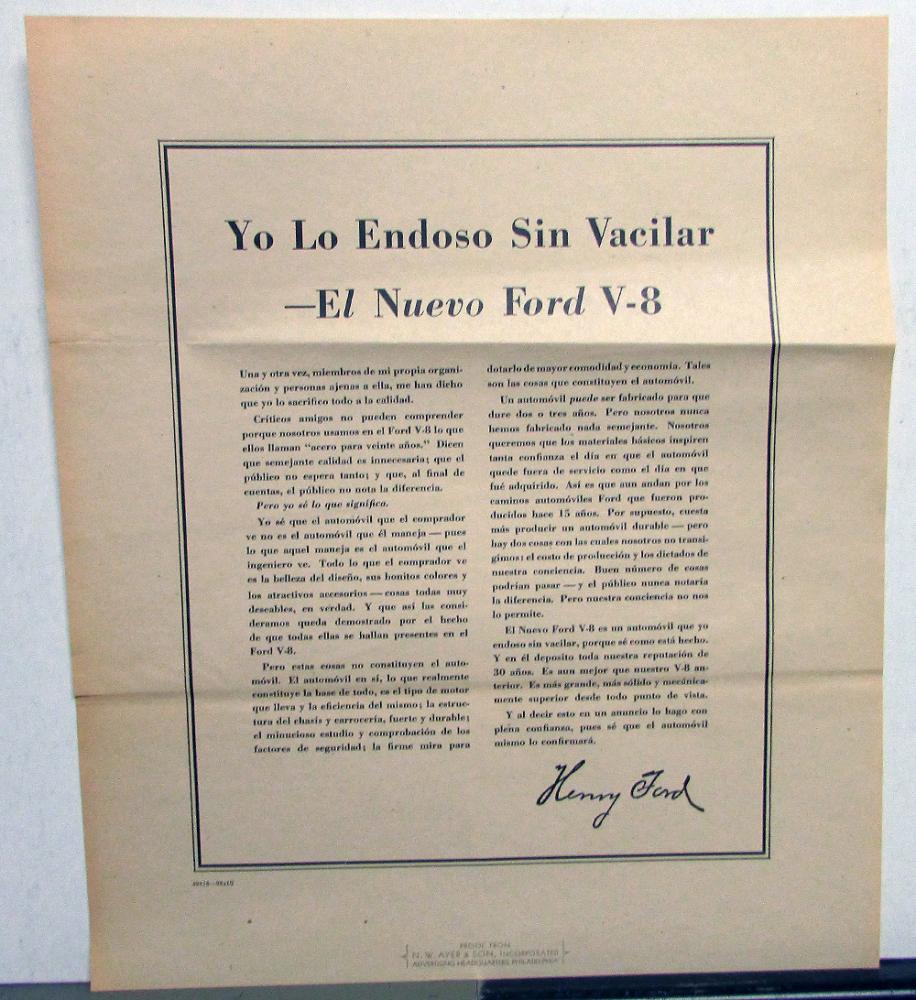 Yo Lo Endoso Sin Vacilar
—El Nuevo Ford V-8
Una y otra vez, miembros de mi propia organi-
zación y personas ajenas a ella, me han dicho
que yo lo sacrifico todo a la calidad.
Críticos amigos no pueden comprender
porque nosotros usamos en el Ford V-8 lo que
ellos llaman "acero para veinte años." Dicen
que semejante calidad es innecesaria; que el
público no espera tanto; y que, al final de
cuentas, el público no nota la diferencia.
Pero yo sé lo que significa.
Yo sé que el automóvil que el comprador
ve no es el automóvil que él maneja — pues
lo que aquel maneja es el automóvil que el
ingeniero ve. Todo lo que el comprador ve
es la belleza del diseño, sus bonitos colores y
los atractivos accesorios — cosas todas muy
deseables, en verdad. Y que así las consi-
deramos queda demostrado por el hecho
de que todas ellas se hallan presentes en el
Ford V-8.
Pero estas cosas no constituyen el auto-
móvil. El automóvil en sí, lo que realmente
constituye la base de todo, es el tipo de motor
que lleva y la eficiencia del mismo; la estruc-
tura del chasis y carrocería, fuerte y durable;
el minucioso estudio y comprobación de los
factores de seguridad; la firme mira para
dotarlo de mayor comodidad y economía. Tales
son las cosas que constituyen el automóvil.
Un automóvil puede ser fabricado para que
dure dos o tres años. Pero nosotros nunca
hemos fabricado nada semejante. Nosotros
queremos que los materiales básicos inspiren
tanta confianza el día en que el automóvil
quede fuera de servicio como el día en que
fué adquirido. Así es que aun andan por los
caminos automóviles Ford que fueron pro-
ducidos hace 15 años. Por supuesto, cuesta
más producir un automóvil durable — pero
hay dos cosas con las cuales nosotros no transi-
gimos: el costo de producción y los dictados de
nuestra conciencia. Buen número de cosas
podrían pasar — y el público nunca notaría
la diferencia. Pero nuestra conciencia no nos
lo permite.
El Nuevo Ford V-8 es un automóvil que yo
endoso sin vacilar, porque sé como está hecho.
Y en él deposito toda nuestra reputación de
30 años. Es aun mejor que nuestro V-8 an-
terior. Es más grande, más sólido y mecánica-
mente superior desde todo punto de vista.
Y al decir esto en un anuncio lo hago con
plena confianza, pues sé que el automóvil
mismo lo confirmará.
Henry Ford
PROOF FROM
N. W. AYER & SON, INCORPORATED
ADVERTISING HEADQUARTERS, PHILADELPHIA